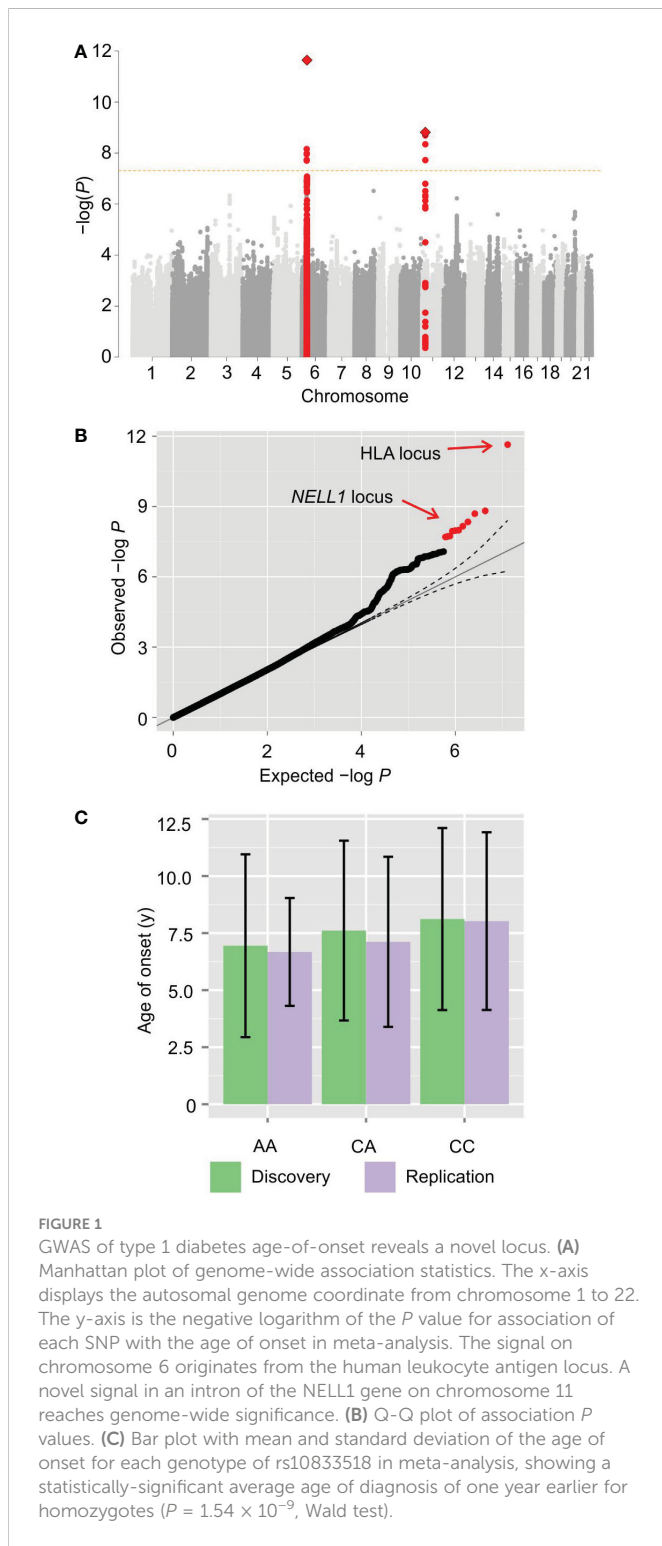 A
12
10
8
6
4
2
0
−log(P)
1 2 3 4 5 6 7 8 9 10 12 14 16 18 21
Chromosome
B
12
9
6
3
0
Observed −log P
HLA locus
NELL1 locus
0 2 4 6
Expected −log P
C
12.5
10.0
7.5
5.0
2.5
0
Age of onset (y)
AA CA CC
Discovery Replication
FIGURE 1
GWAS of type 1 diabetes age-of-onset reveals a novel locus. (A)
Manhattan plot of genome-wide association statistics. The x-axis
displays the autosomal genome coordinate from chromosome 1 to 22.
The y-axis is the negative logarithm of the P value for association of
each SNP with the age of onset in meta-analysis. The signal on
chromosome 6 originates from the human leukocyte antigen locus. A
novel signal in an intron of the NELL1 gene on chromosome 11
reaches genome-wide significance. (B) Q-Q plot of association P
values. (C) Bar plot with mean and standard deviation of the age of
onset for each genotype of rs10833518 in meta-analysis, showing a
statistically-significant average age of diagnosis of one year earlier for
homozygotes (P = 1.54 × 10⁻⁹, Wald test).